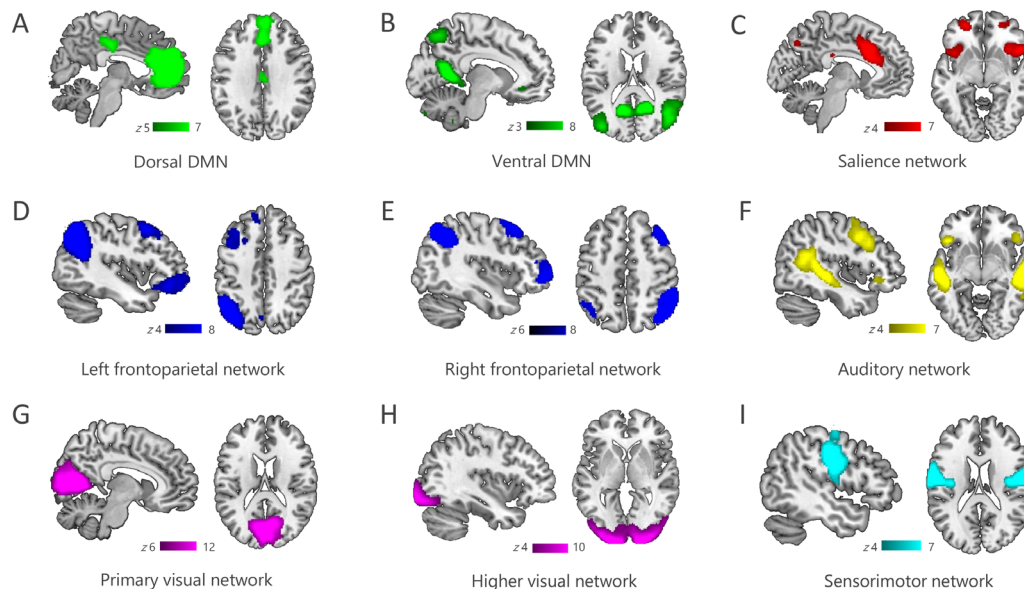 A
B
C
z 5 7
z 3 8
z 4 7
Dorsal DMN
Ventral DMN
Salience network
D
E
F
z 4 8
z 6 8
z 4 7
Left frontoparietal network
Right frontoparietal network
Auditory network
G
H
I
z 6 12
z 4 10
z 4 7
Primary visual network
Higher visual network
Sensorimotor network